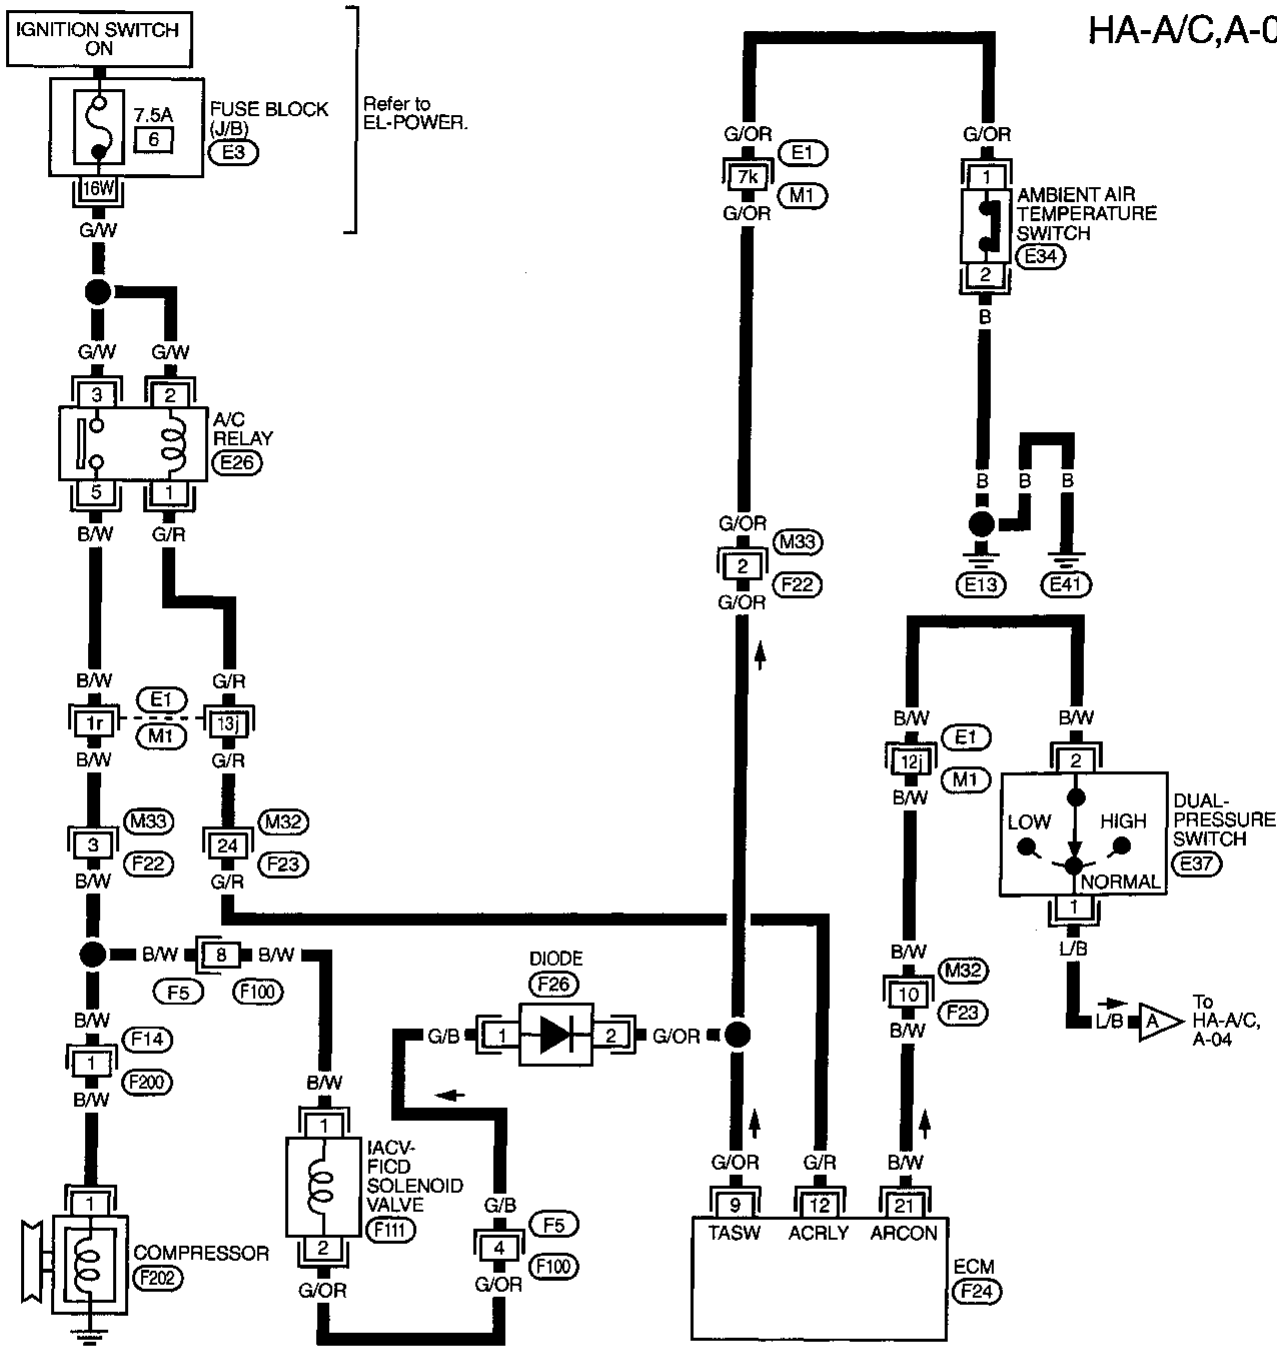 HA-A/C,A-0
IGNITION SWITCH
ON
7.5A
6
FUSE BLOCK
(J/B)
E3
16W
G/W
Refer to
EL-POWER.
G/W
G/W
3
2
A/C
RELAY
E26
5
1
B/W
G/R
B/W
G/R
E1
1r
13j
M1
B/W
G/R
M33
M32
3
24
F22
F23
B/W
G/R
B/W
8
B/W
F5
F100
B/W
F14
1
F200
B/W
1
COMPRESSOR
F202
B/W
1
IACV-
FICD
SOLENOID
VALVE
F111
2
G/OR
DIODE
F26
G/B
1
2
G/OR
G/B
F5
4
F100
G/OR
G/OR
E1
7k
M1
G/OR
G/OR
M33
2
F22
G/OR
G/OR
1
AMBIENT AIR
TEMPERATURE
SWITCH
E34
2
B
B
B
B
E13
E41
B/W
B/W
E1
12j
M1
B/W
2
DUAL-
PRESSURE
SWITCH
E37
LOW
HIGH
NORMAL
1
L/B
B/W
M32
10
F23
B/W
L/B
A
To
HA-A/C,
A-04
G/OR
G/R
B/W
9
12
21
TASW
ACRLY
ARCON
ECM
F24